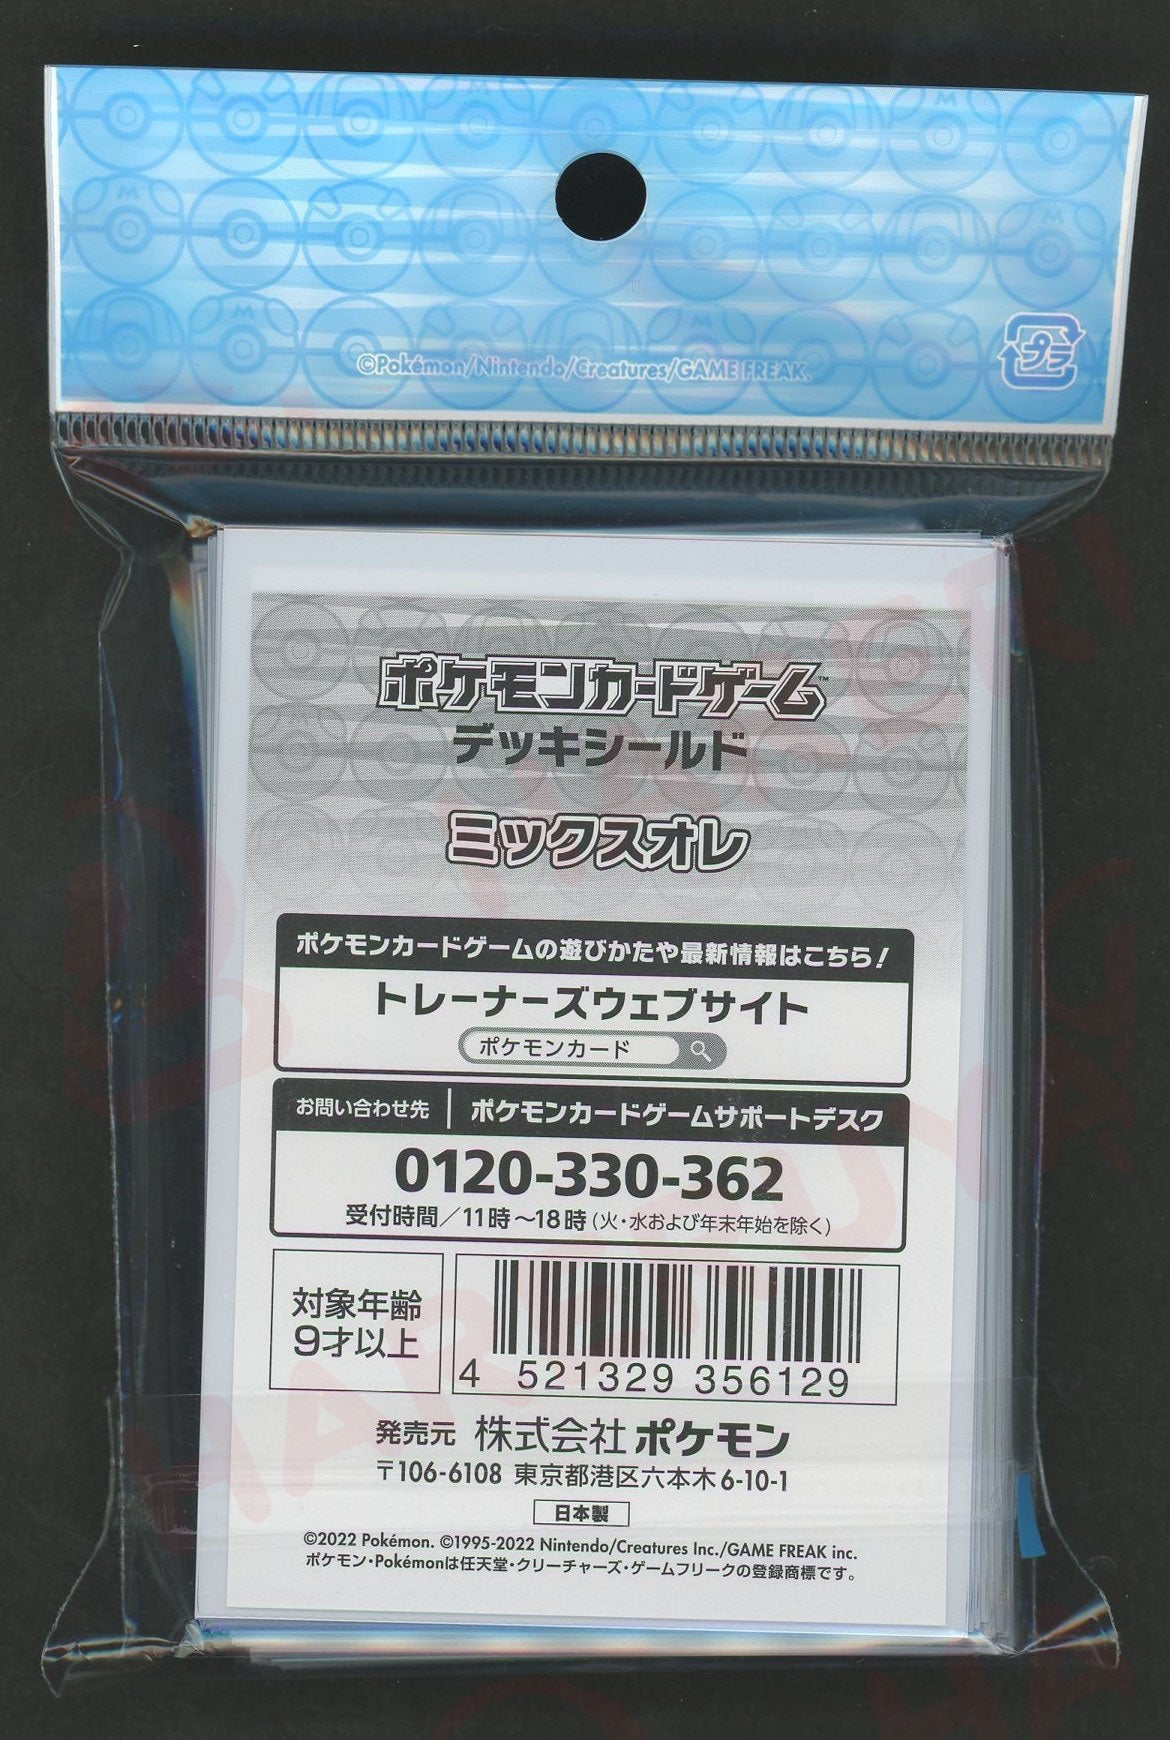 ©Pokémon/Nintendo/Creatures/GAME FREAK.
プラ
ポケモンカードゲーム™
デッキシールド
ミックスオレ
ポケモンカードゲームの遊びかたや最新情報はこちら!
トレーナーズウェブサイト
ポケモンカード
お問い合わせ先 ポケモンカードゲームサポートデスク
0120-330-362
受付時間/11時〜18時(火・水および年末年始を除く)
対象年齢
9才以上
4 521329 356129
発売元 株式会社ポケモン
〒106-6108 東京都港区六本木6-10-1
日本製
©2022 Pokémon. ©1995-2022 Nintendo/Creatures Inc./GAME FREAK inc.
ポケモン・Pokémonは任天堂・クリーチャーズ・ゲームフリークの登録商標です。